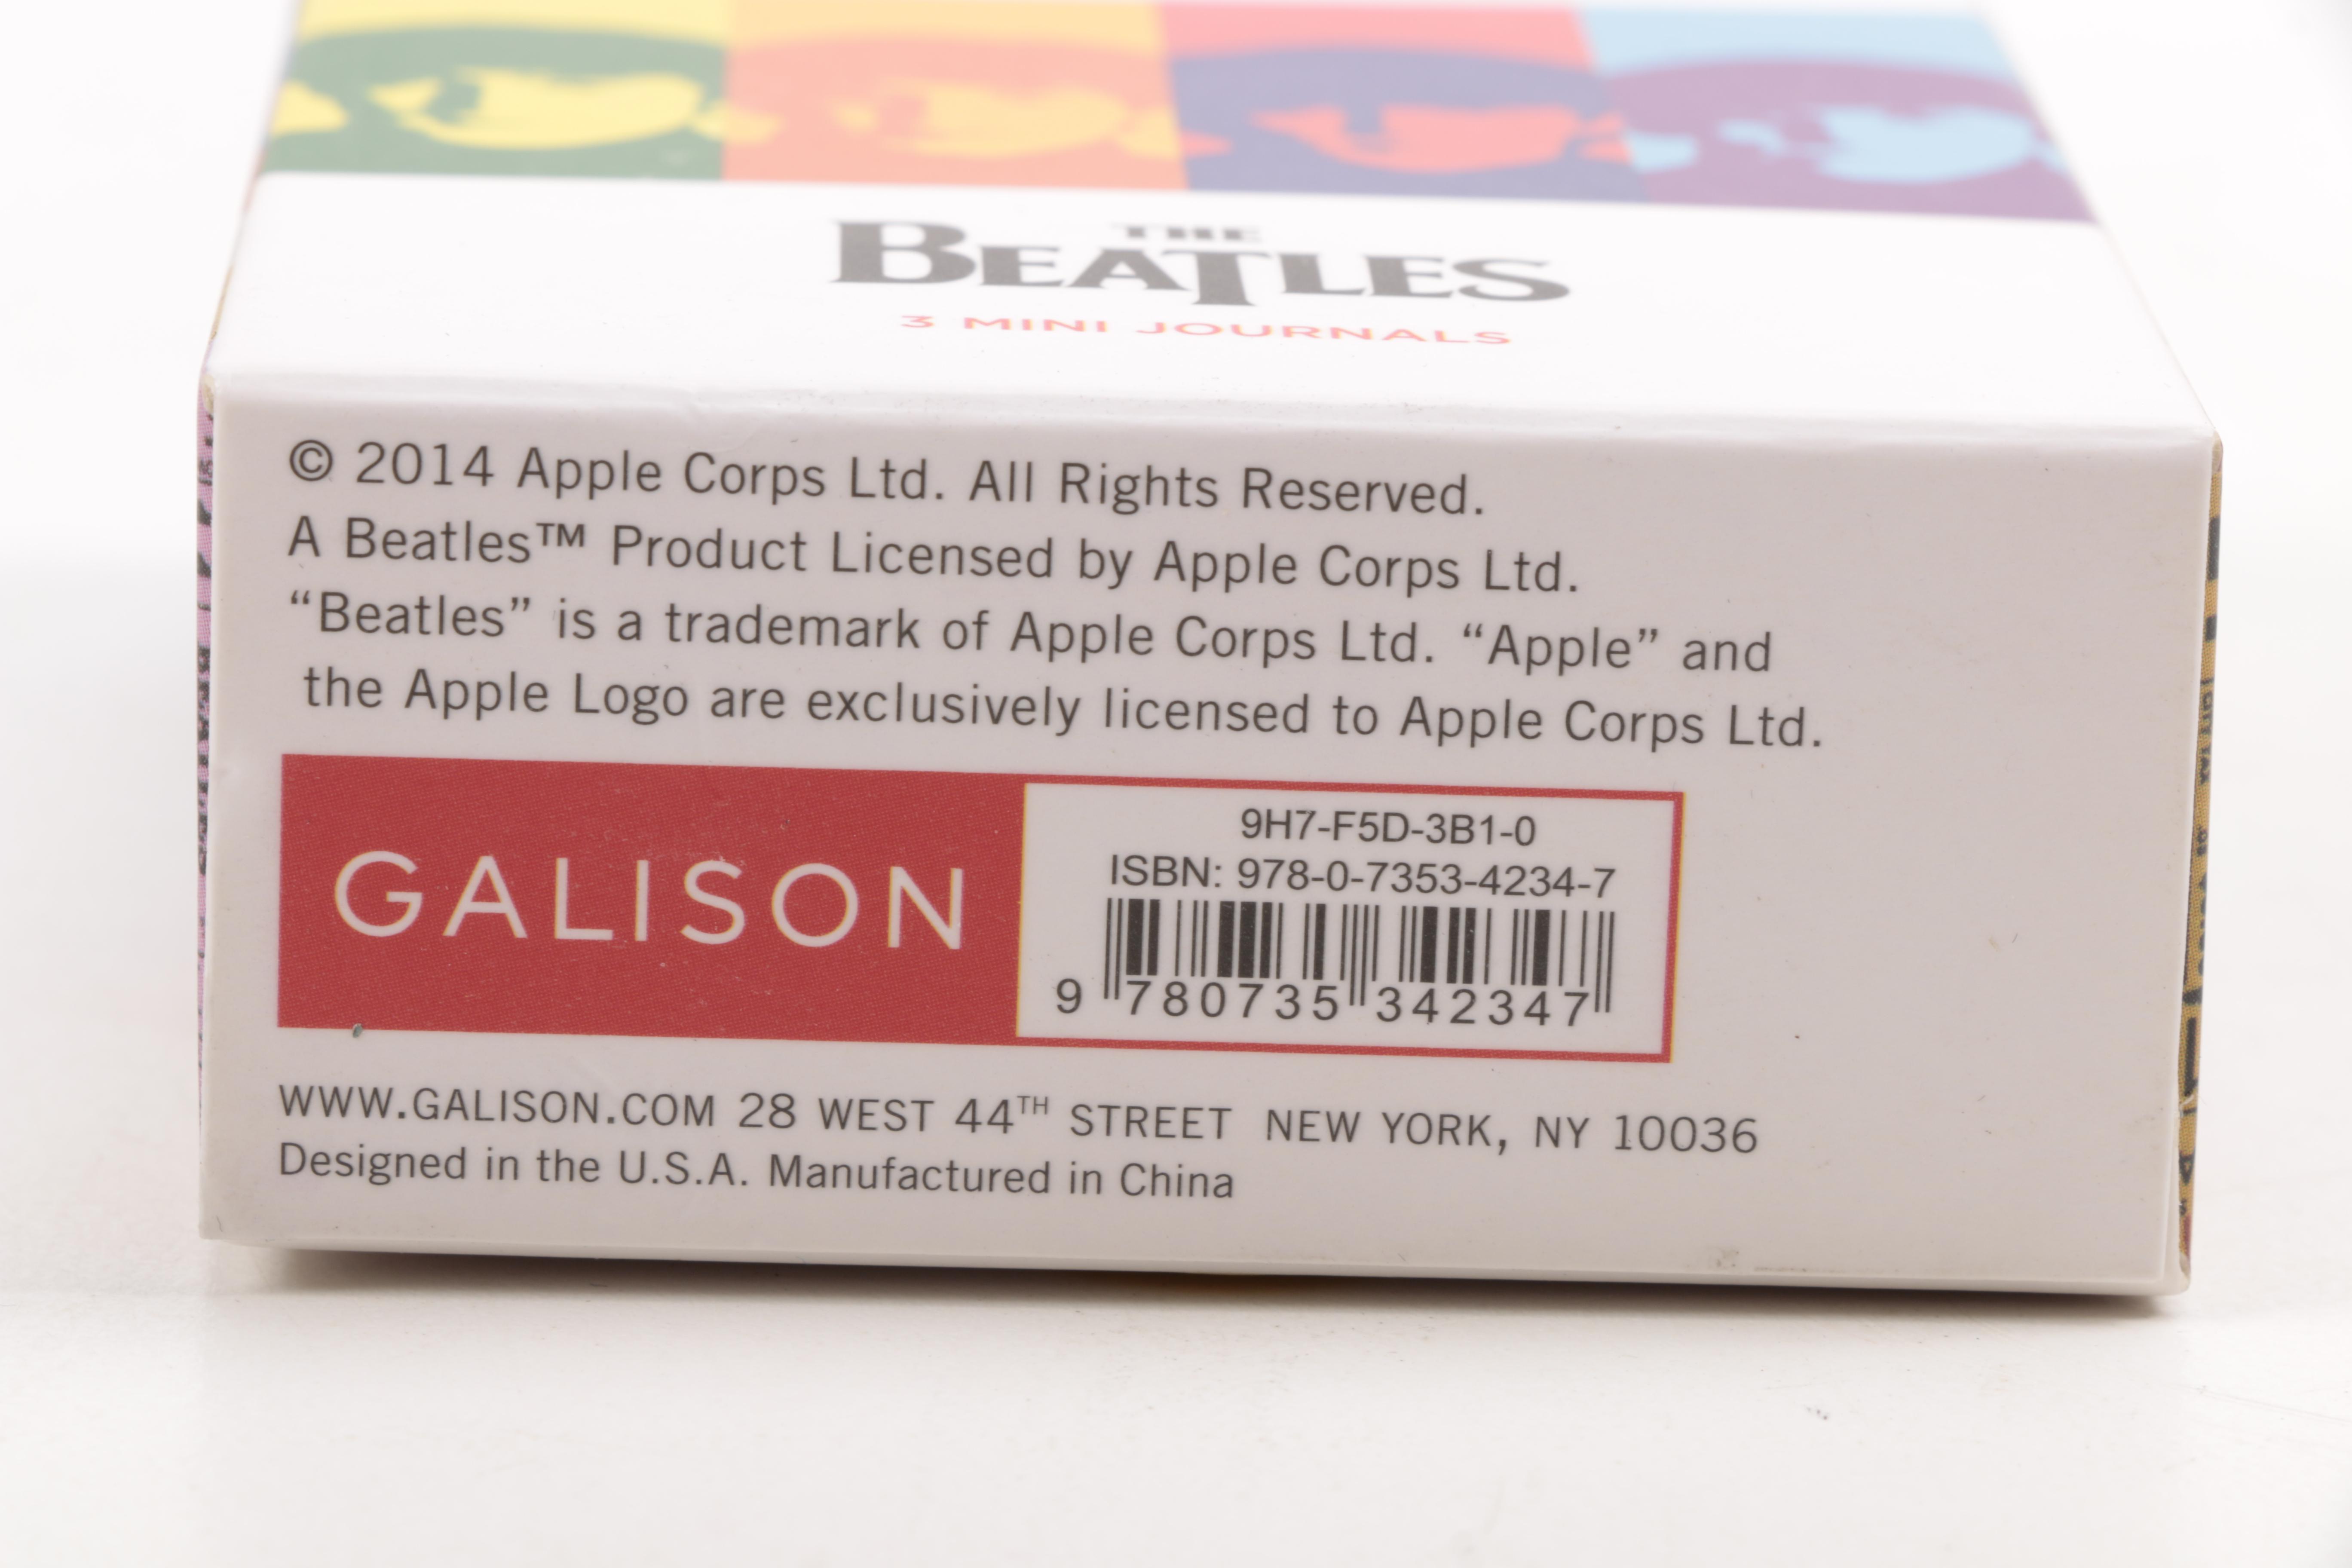 THE
BEATLES
3 MINI JOURNALS
© 2014 Apple Corps Ltd. All Rights Reserved.
A Beatles™ Product Licensed by Apple Corps Ltd.
“Beatles” is a trademark of Apple Corps Ltd. “Apple” and
the Apple Logo are exclusively licensed to Apple Corps Ltd.
GALISON
9H7-F5D-3B1-0
ISBN: 978-0-7353-4234-7
9 780735 342347
WWW.GALISON.COM 28 WEST 44TH STREET NEW YORK, NY 10036
Designed in the U.S.A. Manufactured in China